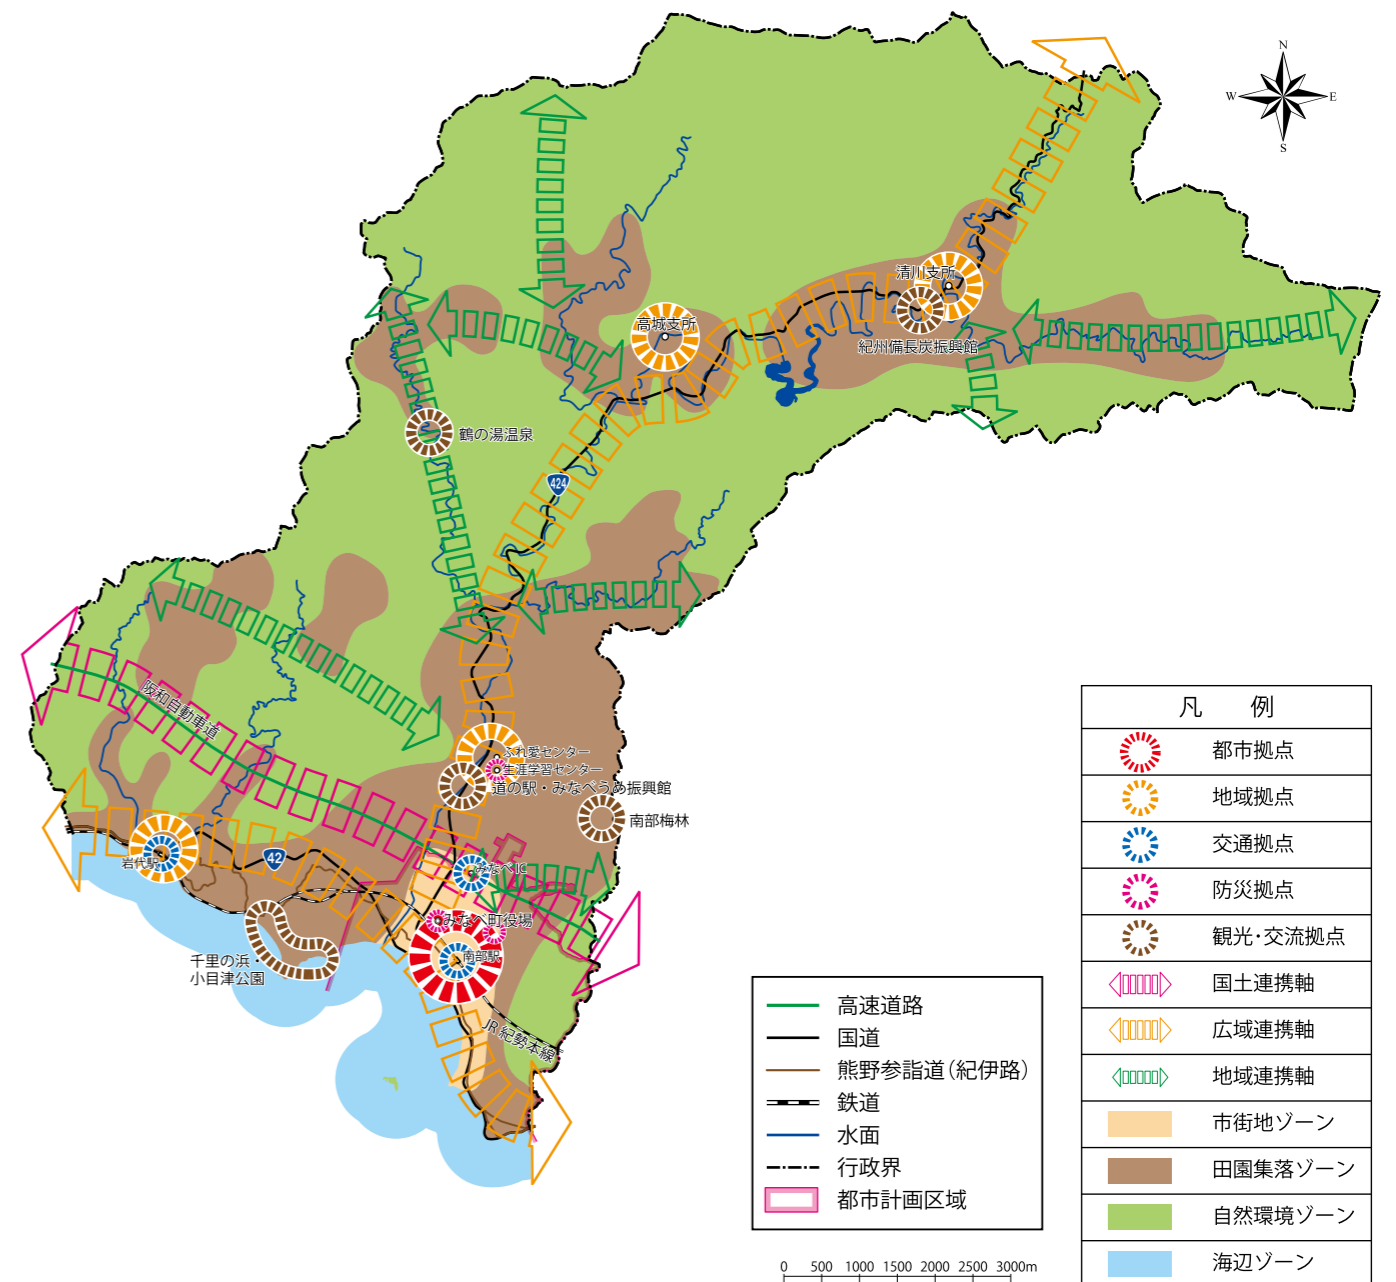 N
W
E
S
清川支所
高城支所
紀州備長炭振興館
鶴の湯温泉
424
阪和自動車道
ふれ愛センター
生涯学習センター
道の駅・みなべうめ振興館
南部梅林
42
岩代駅
みなべIC
みなべ町役場
南部駅
千里の浜・
小目津公園
JR紀勢本線
凡 例
都市拠点
地域拠点
交通拠点
防災拠点
観光・交流拠点
国土連携軸
広域連携軸
地域連携軸
市街地ゾーン
田園集落ゾーン
自然環境ゾーン
海辺ゾーン
高速道路
国道
熊野参詣道（紀伊路）
鉄道
水面
行政界
都市計画区域
0 500 1000 1500 2000 2500 3000m